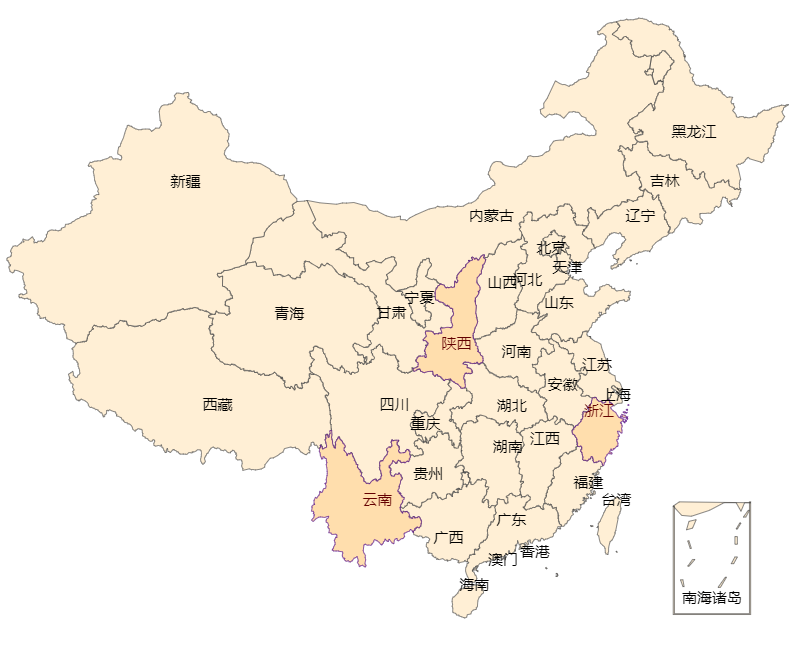 黑龙江
吉林
新疆
辽宁
内蒙古
北京
天津
河北
山西
宁夏
山东
甘肃
青海
陕西
河南
江苏
安徽
上海
西藏
四川
湖北
浙江
重庆
江西
湖南
贵州
福建
云南
台湾
广东
广西
香港
澳门
海南
南海诸岛